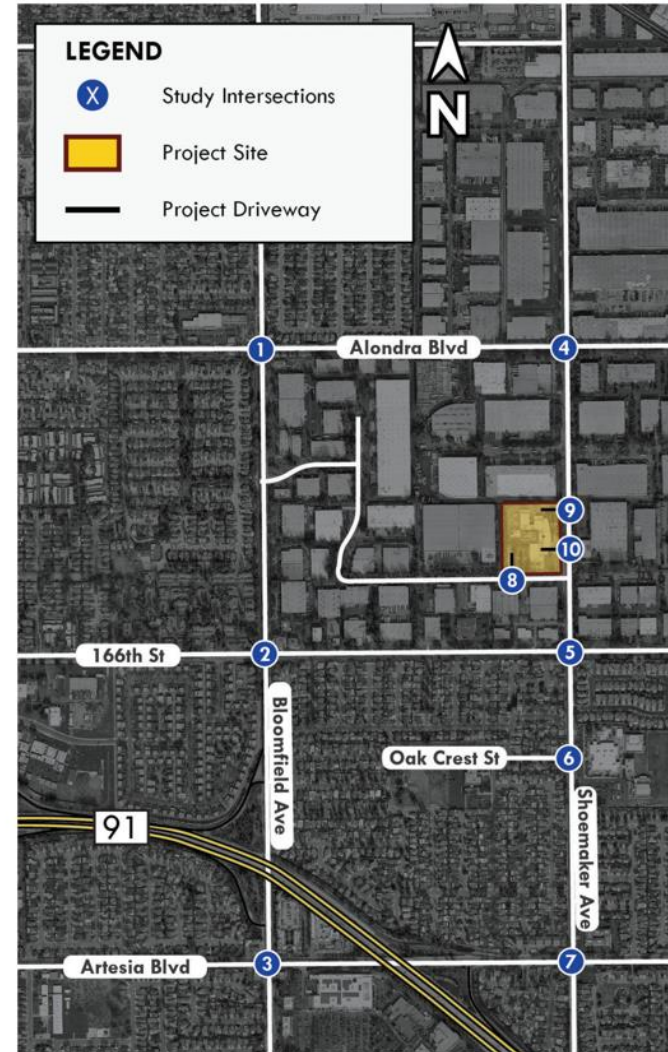 LEGEND
X Study Intersections
Project Site
Project Driveway
N
1
Alondra Blvd
4
9
10
8
166th St
2
5
Bloomfield Ave
Oak Crest St
6
Shoemaker Ave
91
Artesia Blvd
3
7